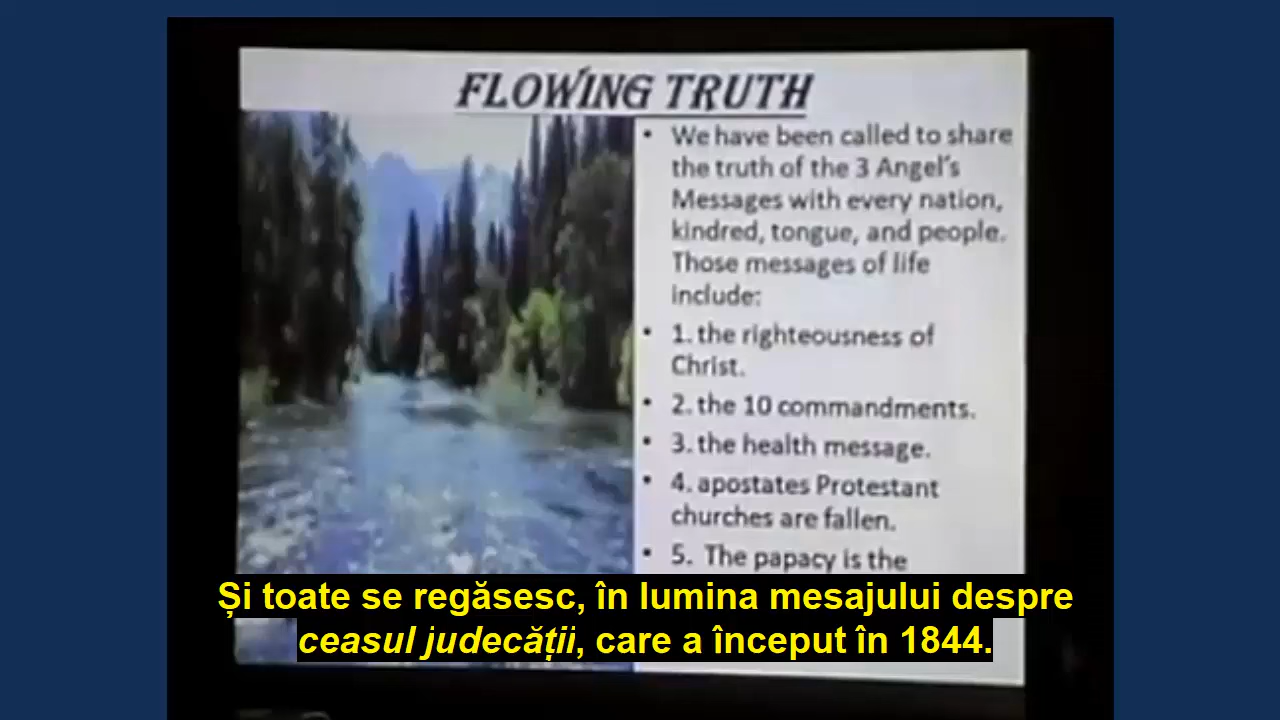 FLOWING TRUTH
• We have been called to share
the truth of the 3 Angel's
Messages with every nation,
kindred, tongue, and people.
Those messages of life
include:
• 1. the righteousness of
Christ.
• 2. the 10 commandments.
• 3. the health message.
• 4. apostates Protestant
churches are fallen.
• 5. The papacy is the
Și toate se regăsesc, în lumina mesajului despre
ceasul judecății, care a început în 1844.